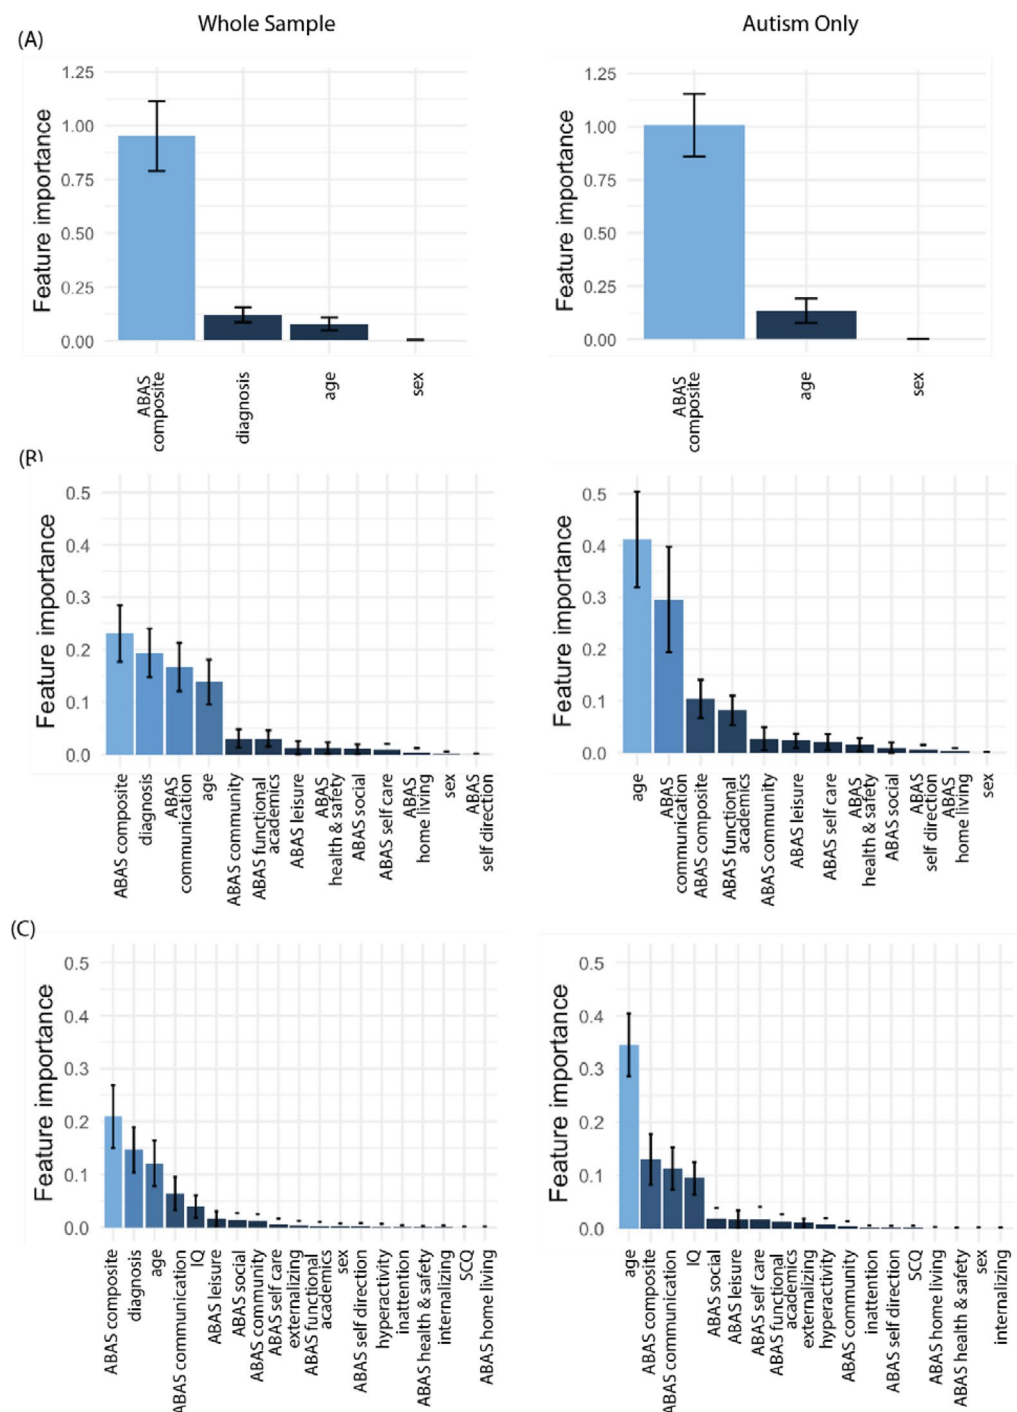 Whole Sample
Autism Only
(A)
Feature importance
1.25
1.00
0.75
0.50
0.25
0.00
ABAS
composite
diagnosis
age
sex
Feature importance
1.25
1.00
0.75
0.50
0.25
0.00
ABAS
composite
age
sex
(B)
Feature importance
0.5
0.4
0.3
0.2
0.1
0.0
ABAS composite
diagnosis
ABAS
communication
age
ABAS community
ABAS functional
academics
ABAS leisure
ABAS
health & safety
ABAS social
ABAS self care
ABAS
home living
sex
ABAS
self direction
Feature importance
0.5
0.4
0.3
0.2
0.1
0.0
age
ABAS
communication
ABAS composite
ABAS functional
academics
ABAS community
ABAS leisure
ABAS self care
ABAS
health & safety
ABAS social
ABAS
self direction
ABAS
home living
sex
(C)
Feature importance
0.5
0.4
0.3
0.2
0.1
0.0
ABAS composite
diagnosis
age
ABAS communication
IQ
ABAS leisure
ABAS social
ABAS community
ABAS self care
externalizing
ABAS functional
academics
sex
ABAS self direction
hyperactivity
inattention
ABAS health & safety
internalizing
SCQ
ABAS home living
Feature importance
0.5
0.4
0.3
0.2
0.1
0.0
age
ABAS composite
ABAS communication
IQ
ABAS social
ABAS leisure
ABAS self care
ABAS functional
academics
externalizing
hyperactivity
ABAS community
inattention
ABAS self direction
SCQ
ABAS home living
ABAS health & safety
sex
internalizing